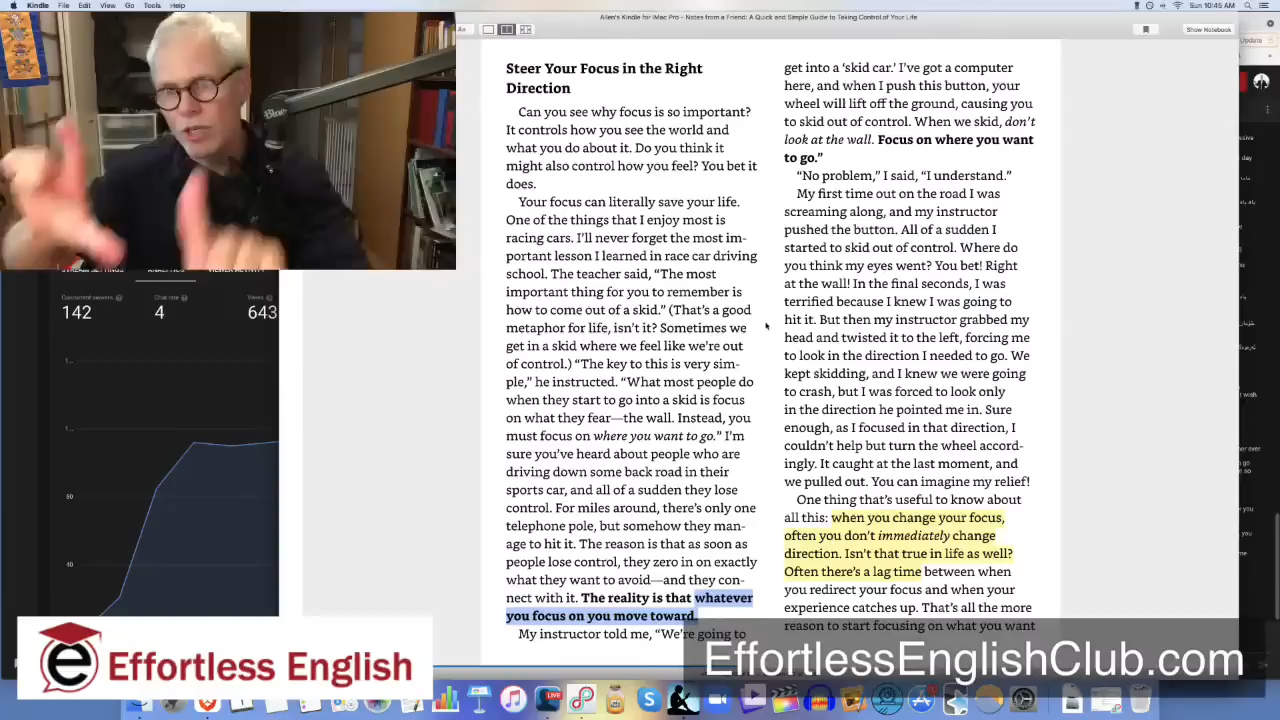 Kindle File Edit View Go Tools Help
Sun 10:45 AM
Allen's Kindle for iMac Pro - Notes from a Friend: A Quick and Simple Guide to Taking Control of Your Life
Aa
Show Notebook
Update
Steer Your Focus in the Right
Direction
Can you see why focus is so important?
It controls how you see the world and
what you do about it. Do you think it
might also control how you feel? You bet it
does.
Your focus can literally save your life.
One of the things that I enjoy most is
racing cars. I'll never forget the most im-
portant lesson I learned in race car driving
school. The teacher said, “The most
important thing for you to remember is
how to come out of a skid.” (That's a good
metaphor for life, isn't it? Sometimes we
get in a skid where we feel like we're out
of control.) “The key to this is very sim-
ple,” he instructed. “What most people do
when they start to go into a skid is focus
on what they fear—the wall. Instead, you
must focus on where you want to go.” I'm
sure you've heard about people who are
driving down some back road in their
sports car, and all of a sudden they lose
control. For miles around, there's only one
telephone pole, but somehow they man-
age to hit it. The reason is that as soon as
people lose control, they zero in on exactly
what they want to avoid—and they con-
nect with it. The reality is that whatever
you focus on you move toward.
My instructor told me, “We're going to
get into a ‘skid car.’ I've got a computer
here, and when I push this button, your
wheel will lift off the ground, causing you
to skid out of control. When we skid, don't
look at the wall. Focus on where you want
to go.”
“No problem,” I said, “I understand.”
My first time out on the road I was
screaming along, and my instructor
pushed the button. All of a sudden I
started to skid out of control. Where do
you think my eyes went? You bet! Right
at the wall! In the final seconds, I was
terrified because I knew I was going to
hit it. But then my instructor grabbed my
head and twisted it to the left, forcing me
to look in the direction I needed to go. We
kept skidding, and I knew we were going
to crash, but I was forced to look only
in the direction he pointed me in. Sure
enough, as I focused in that direction, I
couldn't help but turn the wheel accord-
ingly. It caught at the last moment, and
we pulled out. You can imagine my relief!
One thing that's useful to know about
all this: when you change your focus,
often you don't immediately change
direction. Isn't that true in life as well?
Often there's a lag time between when
you redirect your focus and when your
experience catches up. That's all the more
reason to start focusing on what you want
Blue
STREAM SETTINGS ANALYTICS VIEWER ACTIVITY
Concurrent viewers Chat rate Views
142 4 643
1...
1...
80
40
day
wish
Effortless English
EffortlessEnglishClub.com
LIVE